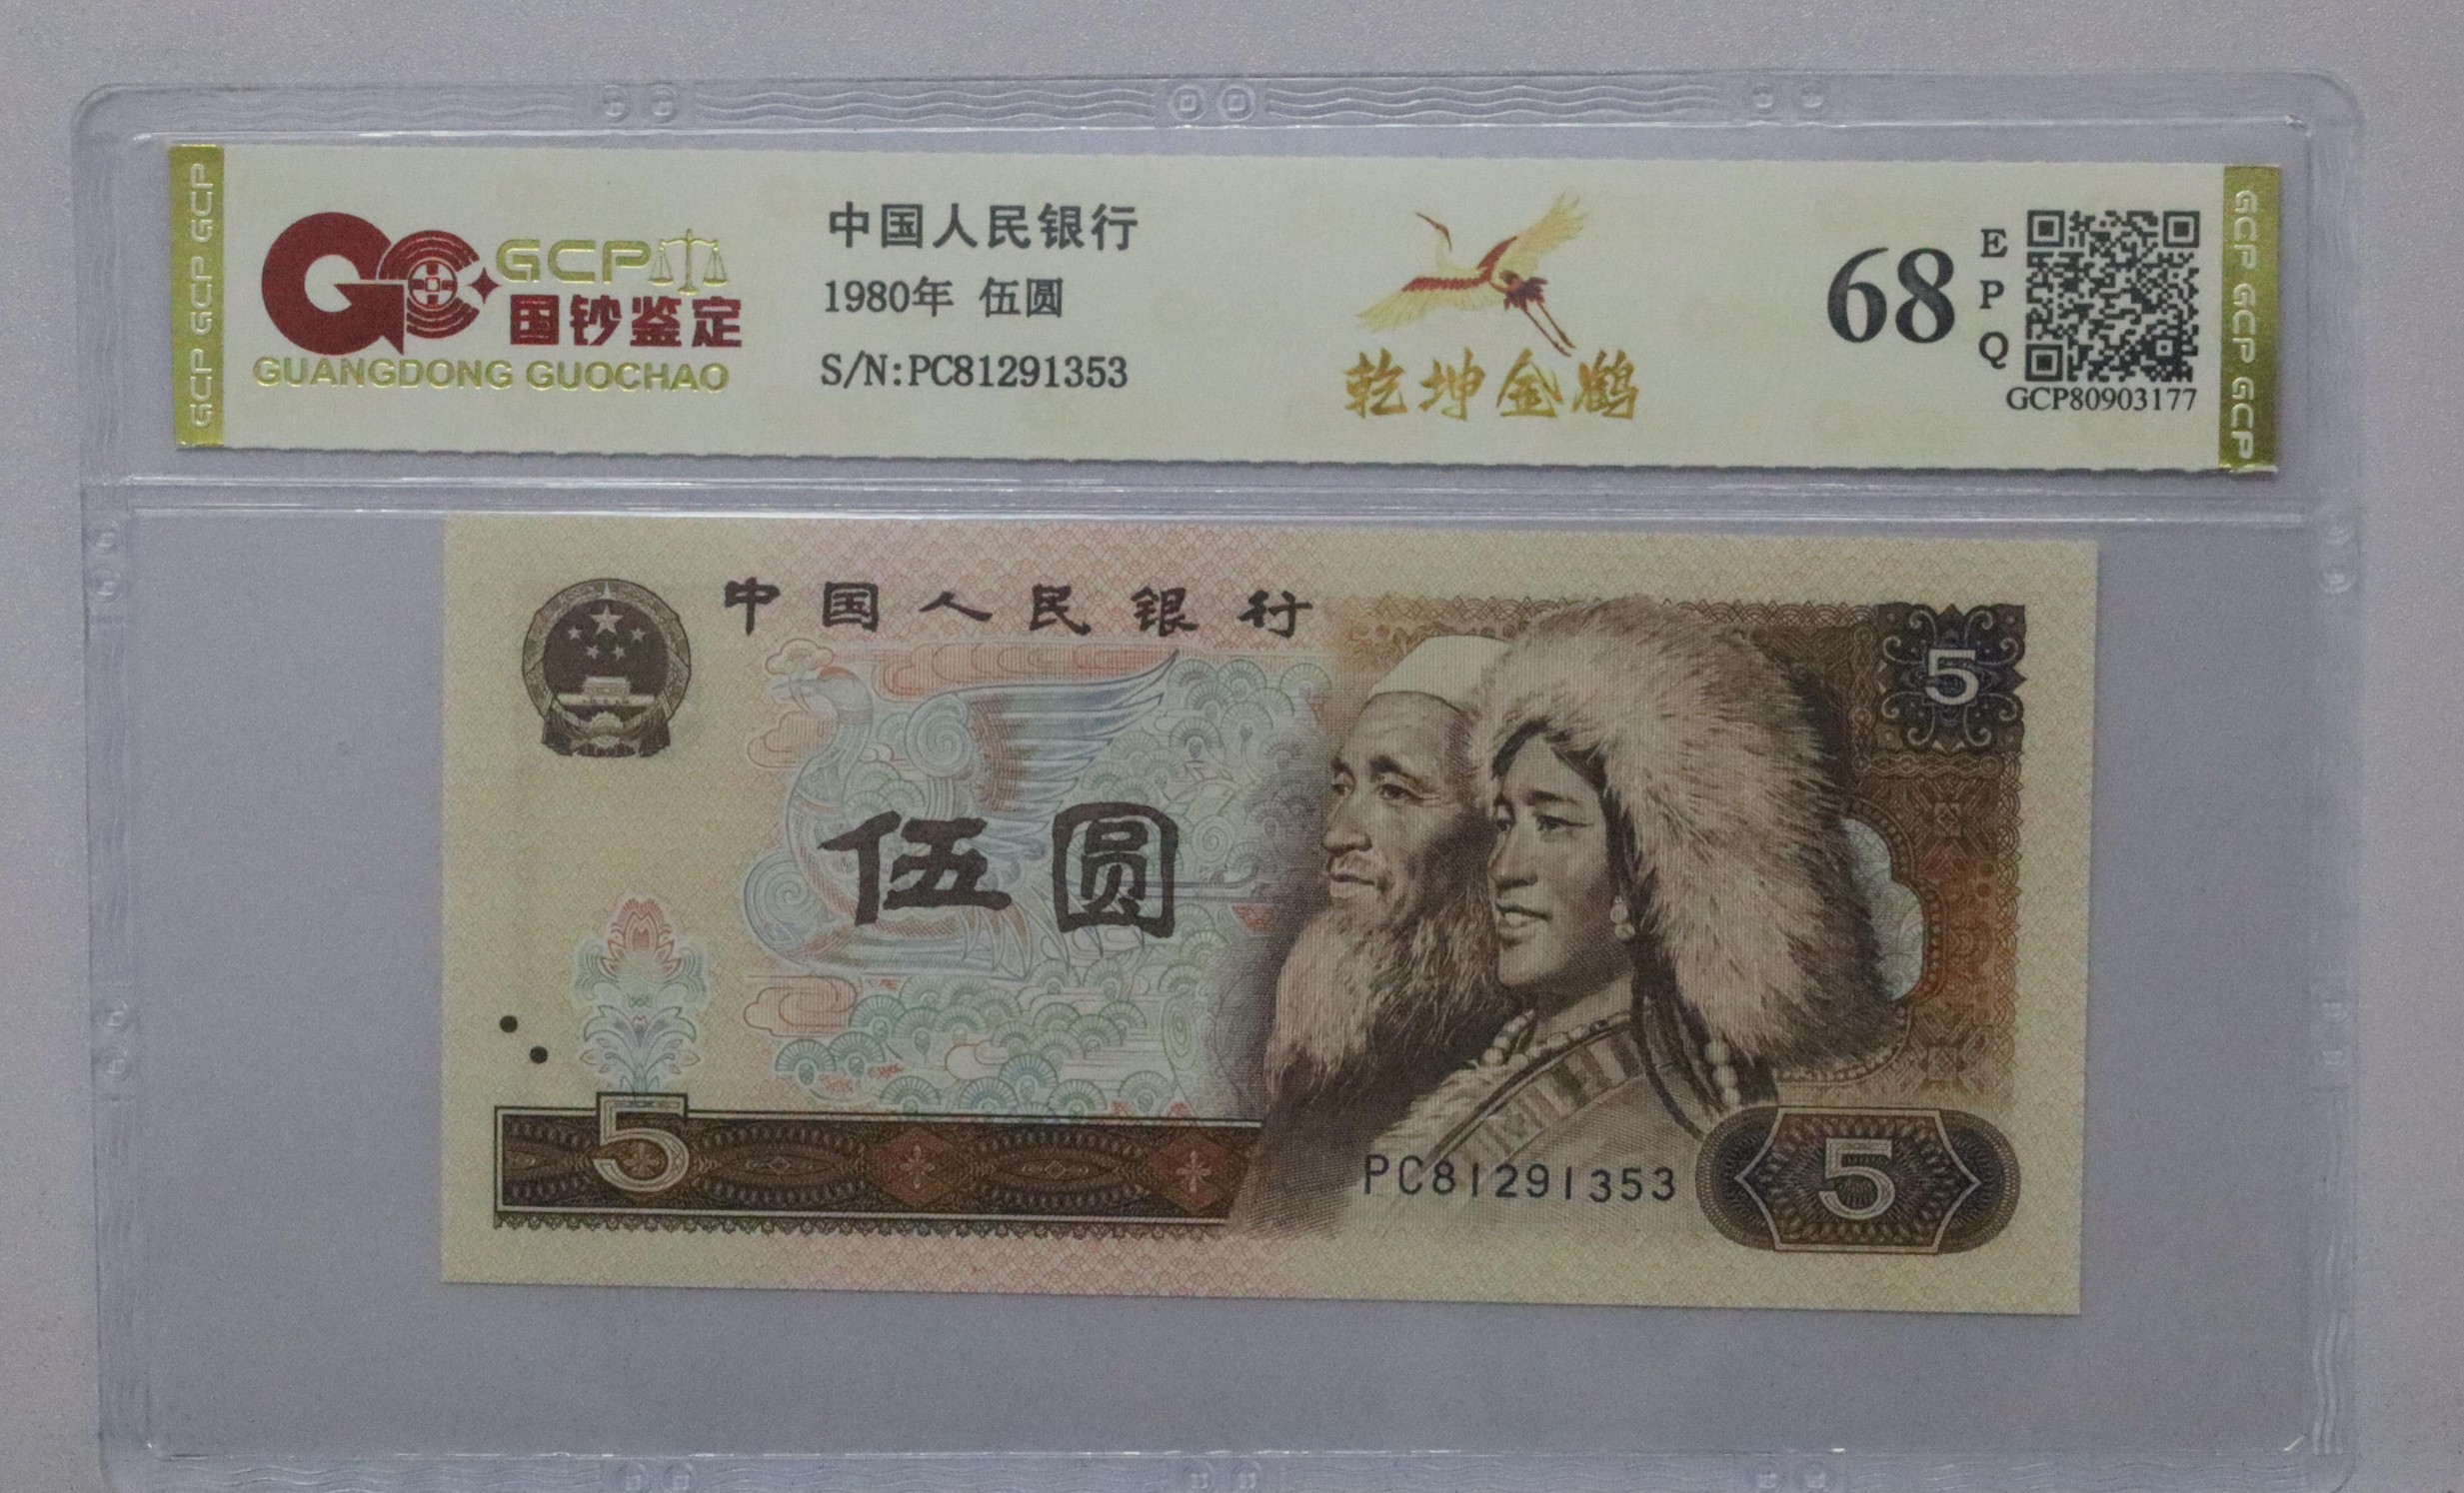 GCP GCP GCP
GCP
国钞鉴定
GUANGDONG GUOCHAO
中国人民银行
1980年 伍圆
S/N:PC81291353
乾坤金鹤
68
EPQ
GCP80903177
GCP GCP GCP
中国人民银行
5
伍圆
5
PC81291353
5